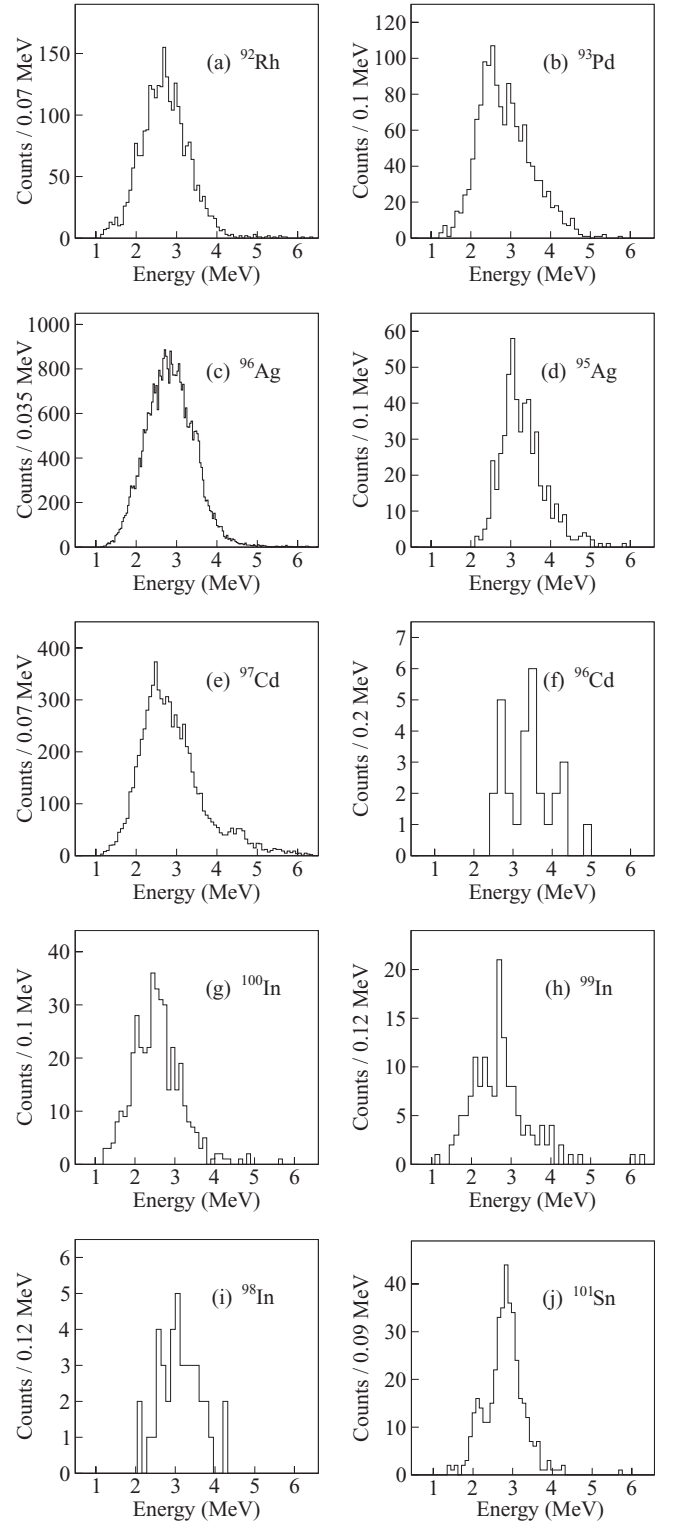 Counts / 0.07 MeV
150
100
50
0
(a) ⁹²Rh
1 2 3 4 5 6
Energy (MeV)
Counts / 0.1 MeV
120
100
80
60
40
20
0
(b) ⁹³Pd
1 2 3 4 5 6
Energy (MeV)
Counts / 0.035 MeV
1000
800
600
400
200
0
(c) ⁹⁶Ag
1 2 3 4 5 6
Energy (MeV)
Counts / 0.1 MeV
60
50
40
30
20
10
0
(d) ⁹⁵Ag
1 2 3 4 5 6
Energy (MeV)
Counts / 0.07 MeV
400
300
200
100
0
(e) ⁹⁷Cd
1 2 3 4 5 6
Energy (MeV)
Counts / 0.2 MeV
7
6
5
4
3
2
1
0
(f) ⁹⁶Cd
1 2 3 4 5 6
Energy (MeV)
Counts / 0.1 MeV
40
30
20
10
0
(g) ¹⁰⁰In
1 2 3 4 5 6
Energy (MeV)
Counts / 0.12 MeV
20
15
10
5
0
(h) ⁹⁹In
1 2 3 4 5 6
Energy (MeV)
Counts / 0.12 MeV
6
5
4
3
2
1
0
(i) ⁹⁸In
1 2 3 4 5 6
Energy (MeV)
Counts / 0.09 MeV
40
30
20
10
0
(j) ¹⁰¹Sn
1 2 3 4 5 6
Energy (MeV)